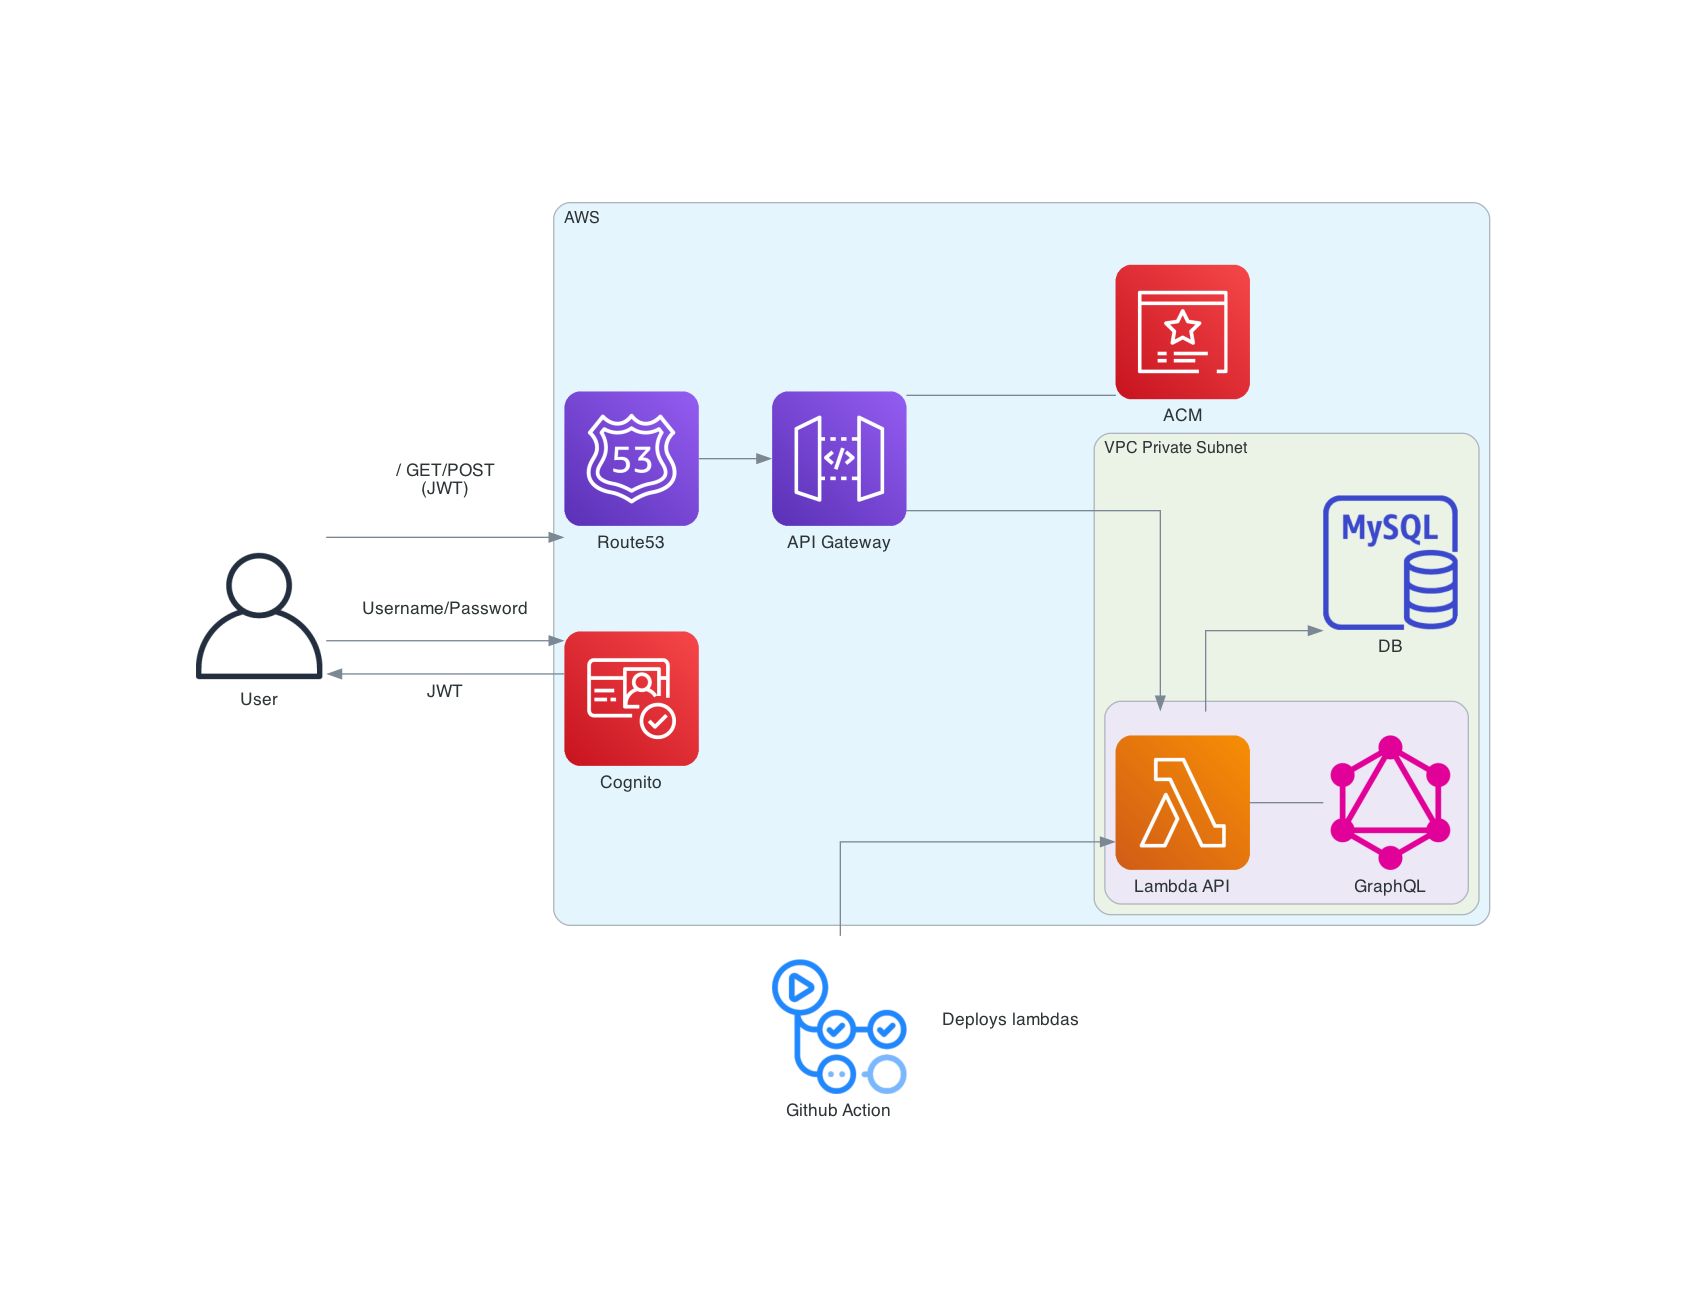 AWS
ACM
VPC Private Subnet
53
</>
Route53
API Gateway
/ GET/POST
(JWT)
MySQL
DB
Username/Password
JWT
User
Cognito
Lambda API
GraphQL
Deploys lambdas
Github Action